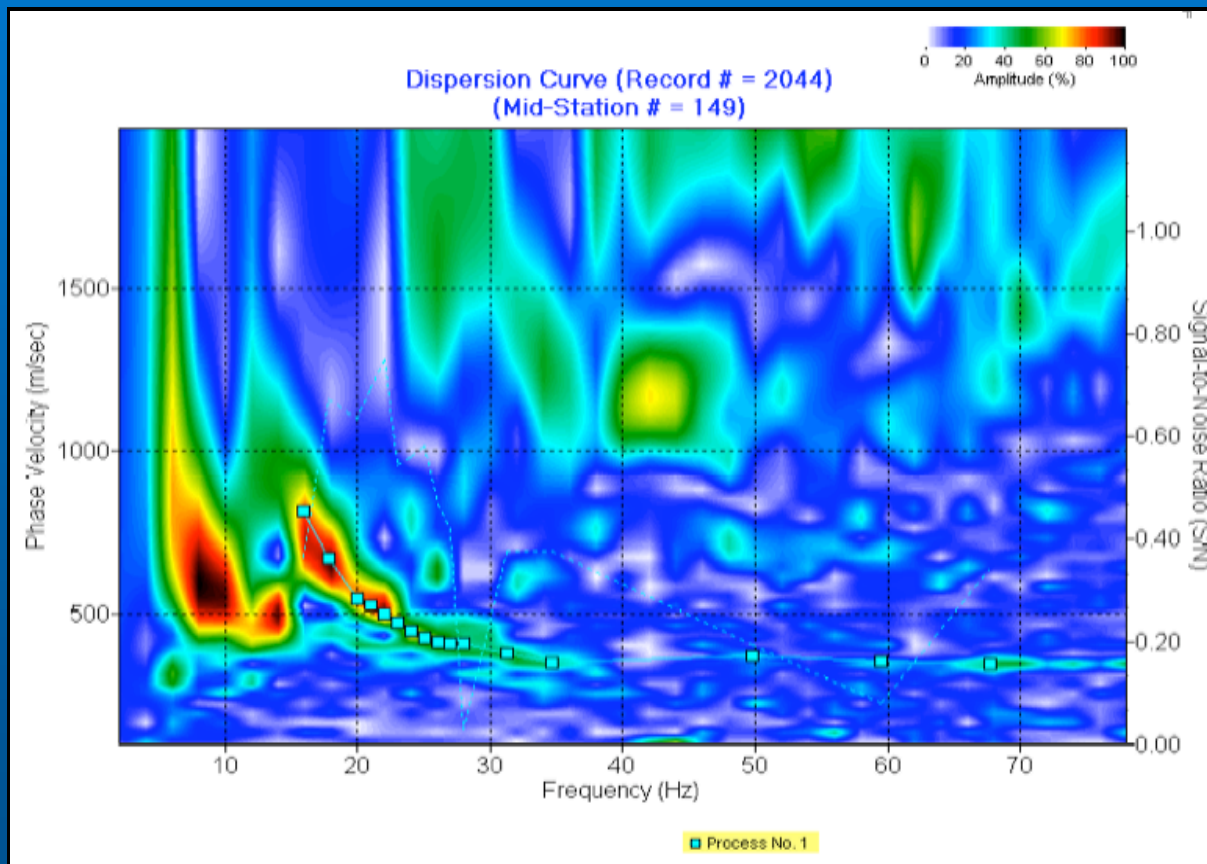 0 20 40 60 80 100
Amplitude (%)
Dispersion Curve (Record # = 2044)
(Mid-Station # = 149)
Phase Velocity (m/sec)
1500
1000
500
1.00
0.80
0.60
0.40
0.20
0.00
Signal-to-Noise Ratio (S/N)
10 20 30 40 50 60 70
Frequency (Hz)
Process No. 1